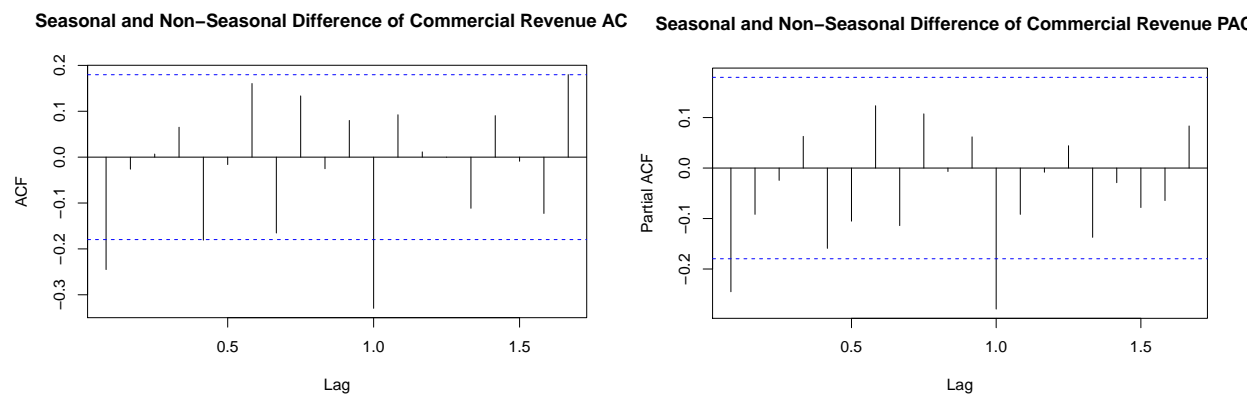 Seasonal and Non−Seasonal Difference of Commercial Revenue AC
ACF
0.2
0.1
0.0
−0.1
−0.2
−0.3
0.5 1.0 1.5
Lag
Seasonal and Non−Seasonal Difference of Commercial Revenue PAC
Partial ACF
0.1
0.0
−0.1
−0.2
0.5 1.0 1.5
Lag